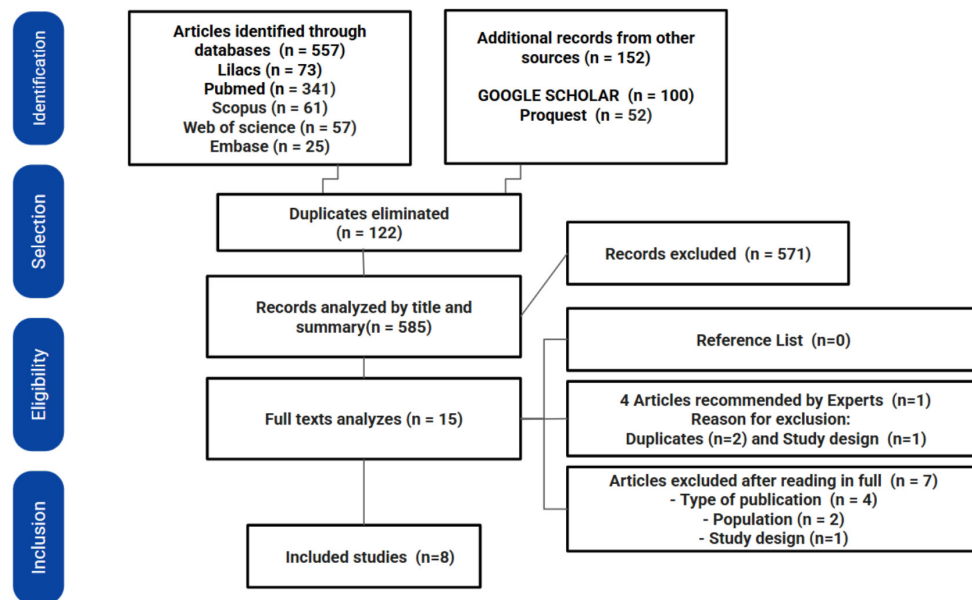 Identification
Articles identified through
databases (n = 557)
Lilacs (n = 73)
Pubmed (n = 341)
Scopus (n = 61)
Web of science (n = 57)
Embase (n = 25)
Additional records from other
sources (n = 152)
GOOGLE SCHOLAR (n = 100)
Proquest (n = 52)
Selection
Duplicates eliminated
(n = 122)
Records excluded (n = 571)
Records analyzed by title and
summary(n = 585)
Eligibility
Reference List (n=0)
Full texts analyzes (n = 15)
4 Articles recommended by Experts (n=1)
Reason for exclusion:
Duplicates (n=2) and Study design (n=1)
Articles excluded after reading in full (n = 7)
- Type of publication (n = 4)
- Population (n = 2)
- Study design (n=1)
Inclusion
Included studies (n=8)